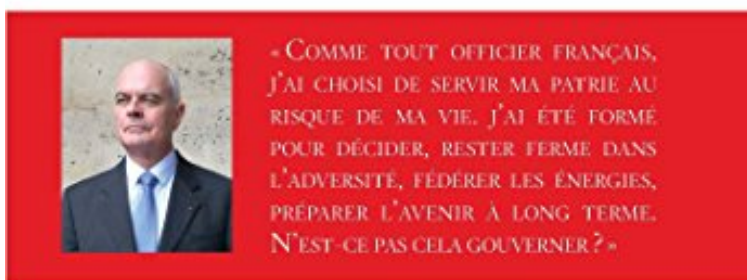 « COMME TOUT OFFICIER FRANÇAIS,
J'AI CHOISI DE SERVIR MA PATRIE AU
RISQUE DE MA VIE. J'AI ÉTÉ FORMÉ
POUR DÉCIDER, RESTER FERME DANS
L'ADVERSITÉ, FÉDÉRER LES ÉNERGIES,
PRÉPARER L'AVENIR À LONG TERME.
N'EST-CE PAS CELA GOUVERNER ? »